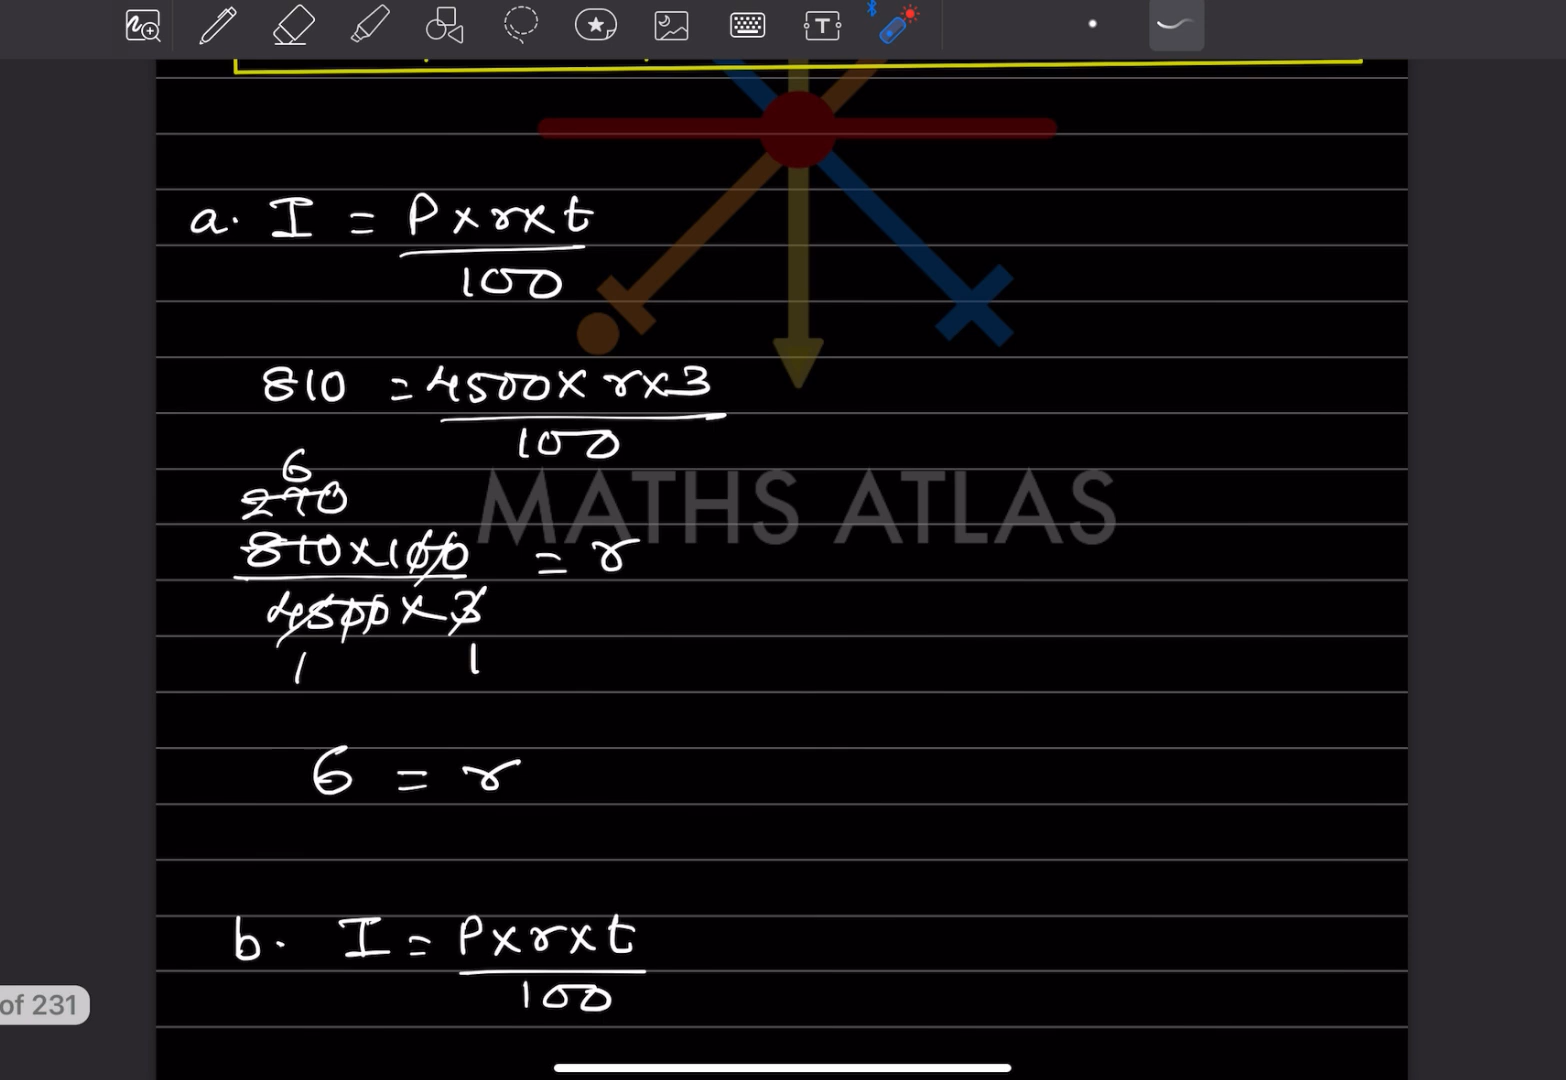 T
a. I = P x r x t
100
810 = 4500 x r x 3
100
6
270
MATHS ATLAS
810 x 100 = r
4500 x 3
1 1
6 = r
b. I = P x r x t
of 231
100